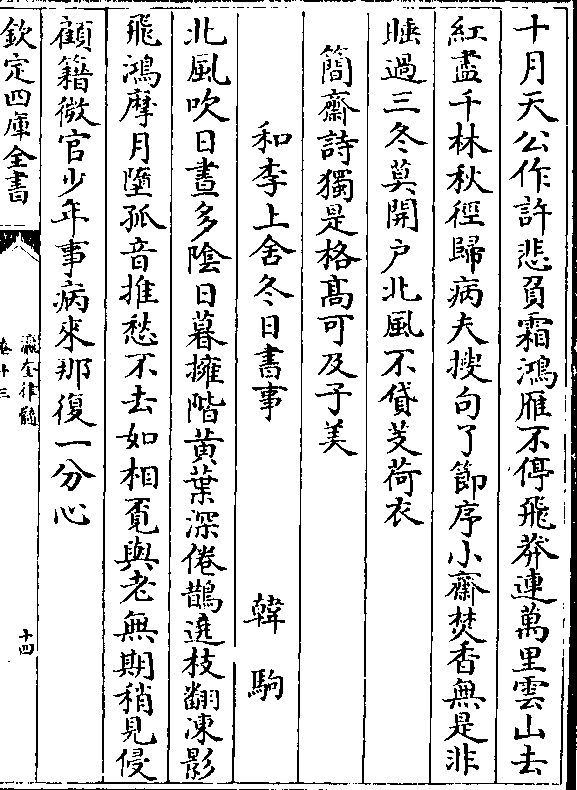 十月天公作許悲負霜鴻雁不停飛莽連萬里雲山去
紅盡千林秋徑歸病夫搜句了節序小齋焚香無是非
睡過三冬莫開户北風不貸芰荷衣
簡齋詩獨是格髙可及子美
和李上舍冬日書事　韓駒
北風吹日晝多陰日暮擁階黄葉深倦鵲遶枝翻凍影
飛鴻摩月墮孤音推愁不去如相覔與老無期稍見侵
顧籍微官少年事病來那復一分心
欽定四庫全書
瀛奎律髓
卷十三
十四